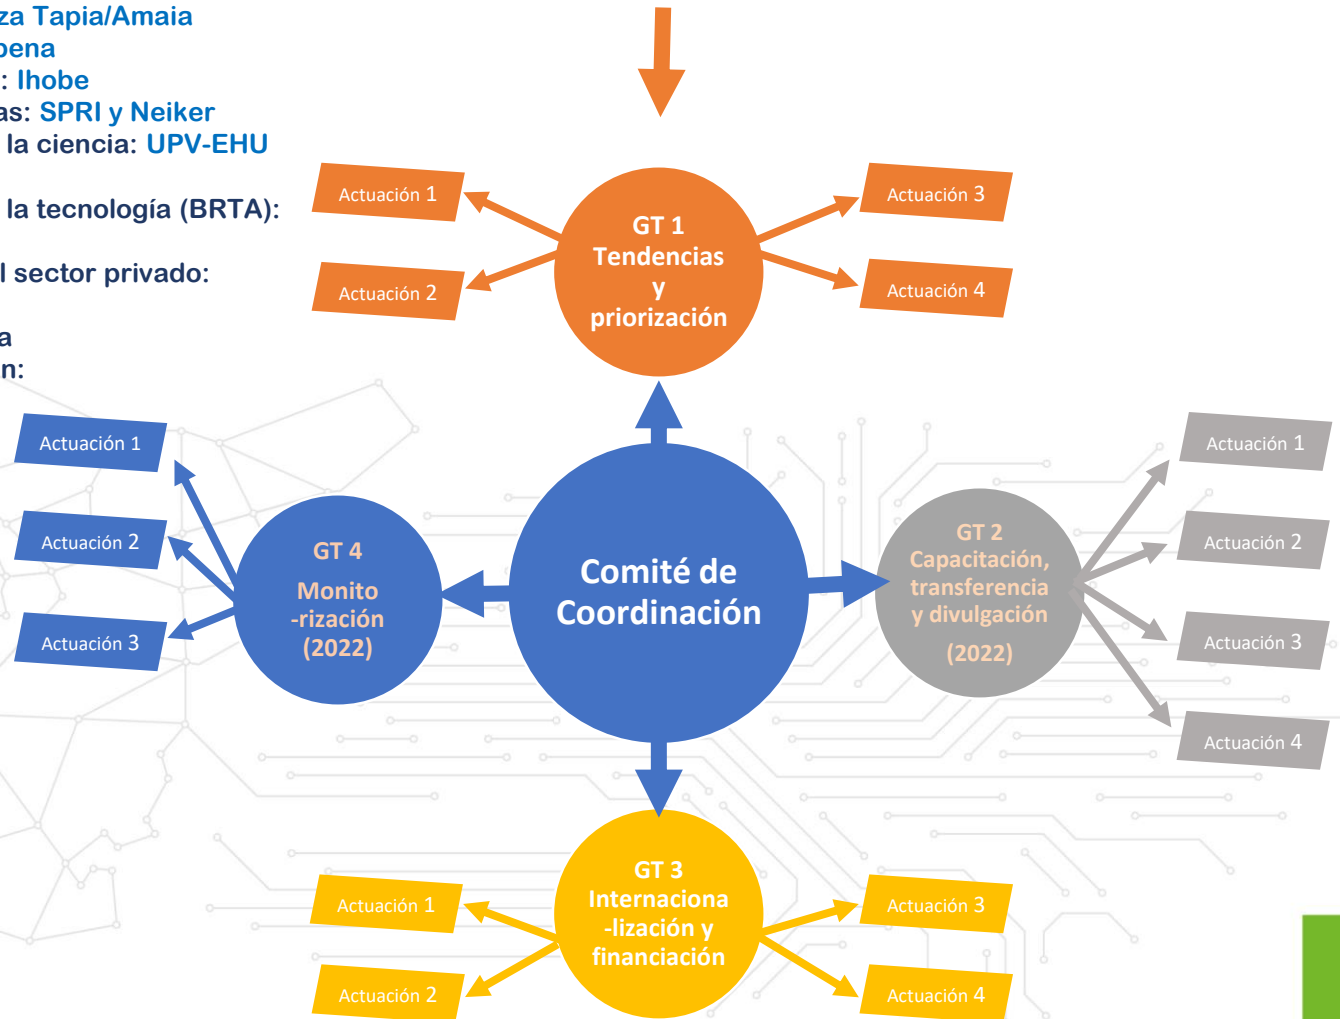 za Tapia/Amaia
bena
: Ihobe
as: SPRI y Neiker
la ciencia: UPV-EHU
la tecnología (BRTA):
l sector privado:
a
n:
Actuación 1
Actuación 2
GT 1
Tendencias
y
priorización
Actuación 3
Actuación 4
Actuación 1
Actuación 2
Actuación 3
GT 4
Monito
-rización
(2022)
Comité de
Coordinación
GT 2
Capacitación,
transferencia
y divulgación
(2022)
Actuación 1
Actuación 2
Actuación 3
Actuación 4
Actuación 1
Actuación 2
GT 3
Internaciona
-lización y
financiación
Actuación 3
Actuación 4